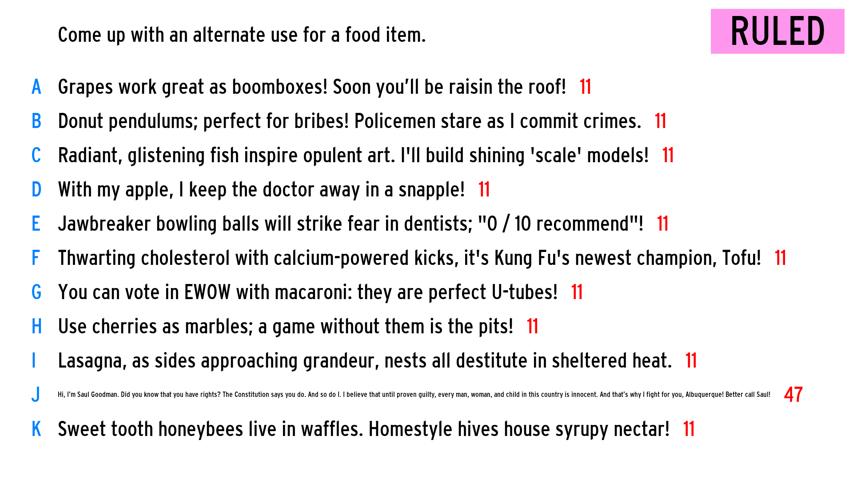 Come up with an alternate use for a food item.
RULED
A Grapes work great as boomboxes! Soon you'll be raisin the roof! 11
B Donut pendulums; perfect for bribes! Policemen stare as I commit crimes. 11
C Radiant, glistening fish inspire opulent art. I'll build shining 'scale' models! 11
D With my apple, I keep the doctor away in a snapple! 11
E Jawbreaker bowling balls will strike fear in dentists; "0 / 10 recommend"! 11
F Thwarting cholesterol with calcium-powered kicks, it's Kung Fu's newest champion, Tofu! 11
G You can vote in EWOW with macaroni: they are perfect U-tubes! 11
H Use cherries as marbles; a game without them is the pits! 11
I Lasagna, as sides approaching grandeur, nests all destitute in sheltered heat. 11
J Hi, I'm Saul Goodman. Did you know that you have rights? The Constitution says you do. And so do I. I believe that until proven guilty, every man, woman, and child in this country is innocent. And that's why I fight for you, Albuquerque! Better call Saul! 47
K Sweet tooth honeybees live in waffles. Homestyle hives house syrupy nectar! 11